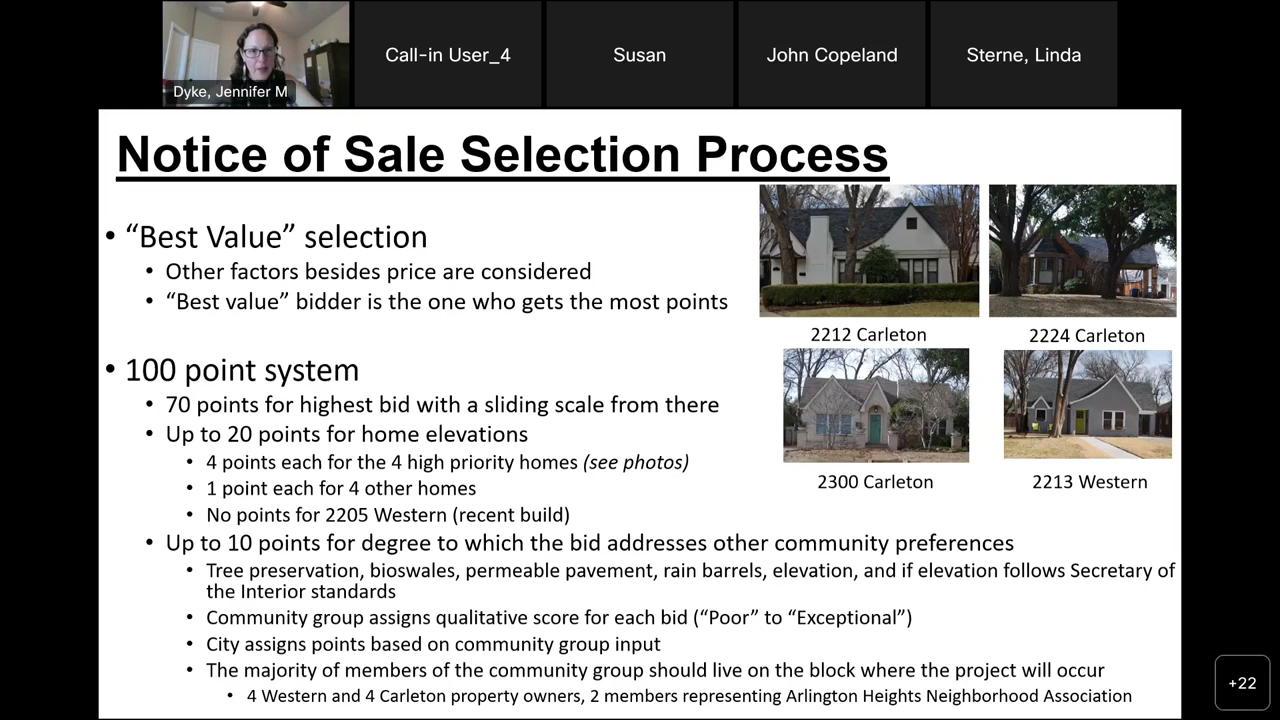 Dyke, Jennifer M
Call-in User_4
Susan
John Copeland
Sterne, Linda
Notice of Sale Selection Process
• “Best Value” selection
• Other factors besides price are considered
• “Best value” bidder is the one who gets the most points
2212 Carleton
2224 Carleton
• 100 point system
• 70 points for highest bid with a sliding scale from there
• Up to 20 points for home elevations
• 4 points each for the 4 high priority homes (see photos)
• 1 point each for 4 other homes
2300 Carleton
2213 Western
• No points for 2205 Western (recent build)
• Up to 10 points for degree to which the bid addresses other community preferences
• Tree preservation, bioswales, permeable pavement, rain barrels, elevation, and if elevation follows Secretary of
the Interior standards
• Community group assigns qualitative score for each bid (“Poor” to “Exceptional”)
• City assigns points based on community group input
• The majority of members of the community group should live on the block where the project will occur
• 4 Western and 4 Carleton property owners, 2 members representing Arlington Heights Neighborhood Association
+22